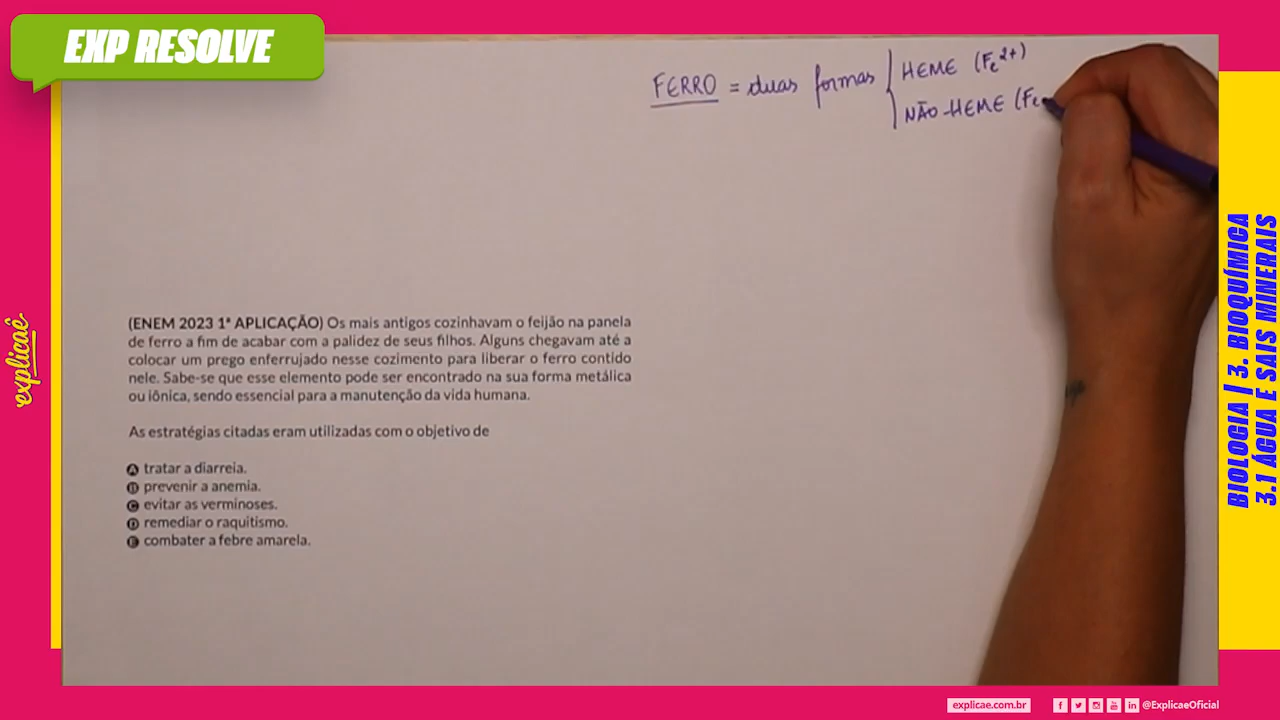 EXP RESOLVE
FERRO = duas formas
HEME (Fe2+)
NÃO-HEME (Fe
(ENEM 2023 1ª APLICAÇÃO) Os mais antigos cozinhavam o feijão na panela
de ferro a fim de acabar com a palidez de seus filhos. Alguns chegavam até a
colocar um prego enferrujado nesse cozimento para liberar o ferro contido
nele. Sabe-se que esse elemento pode ser encontrado na sua forma metálica
ou iônica, sendo essencial para a manutenção da vida humana.
As estratégias citadas eram utilizadas com o objetivo de
A tratar a diarreia.
B prevenir a anemia.
C evitar as verminoses.
D remediar o raquitismo.
E combater a febre amarela.
explicaê
BIOLOGIA | 3. BIOQUÍMICA
3.1 ÁGUA E SAIS MINERAIS
explicae.com.br
@ExplicaeOficial